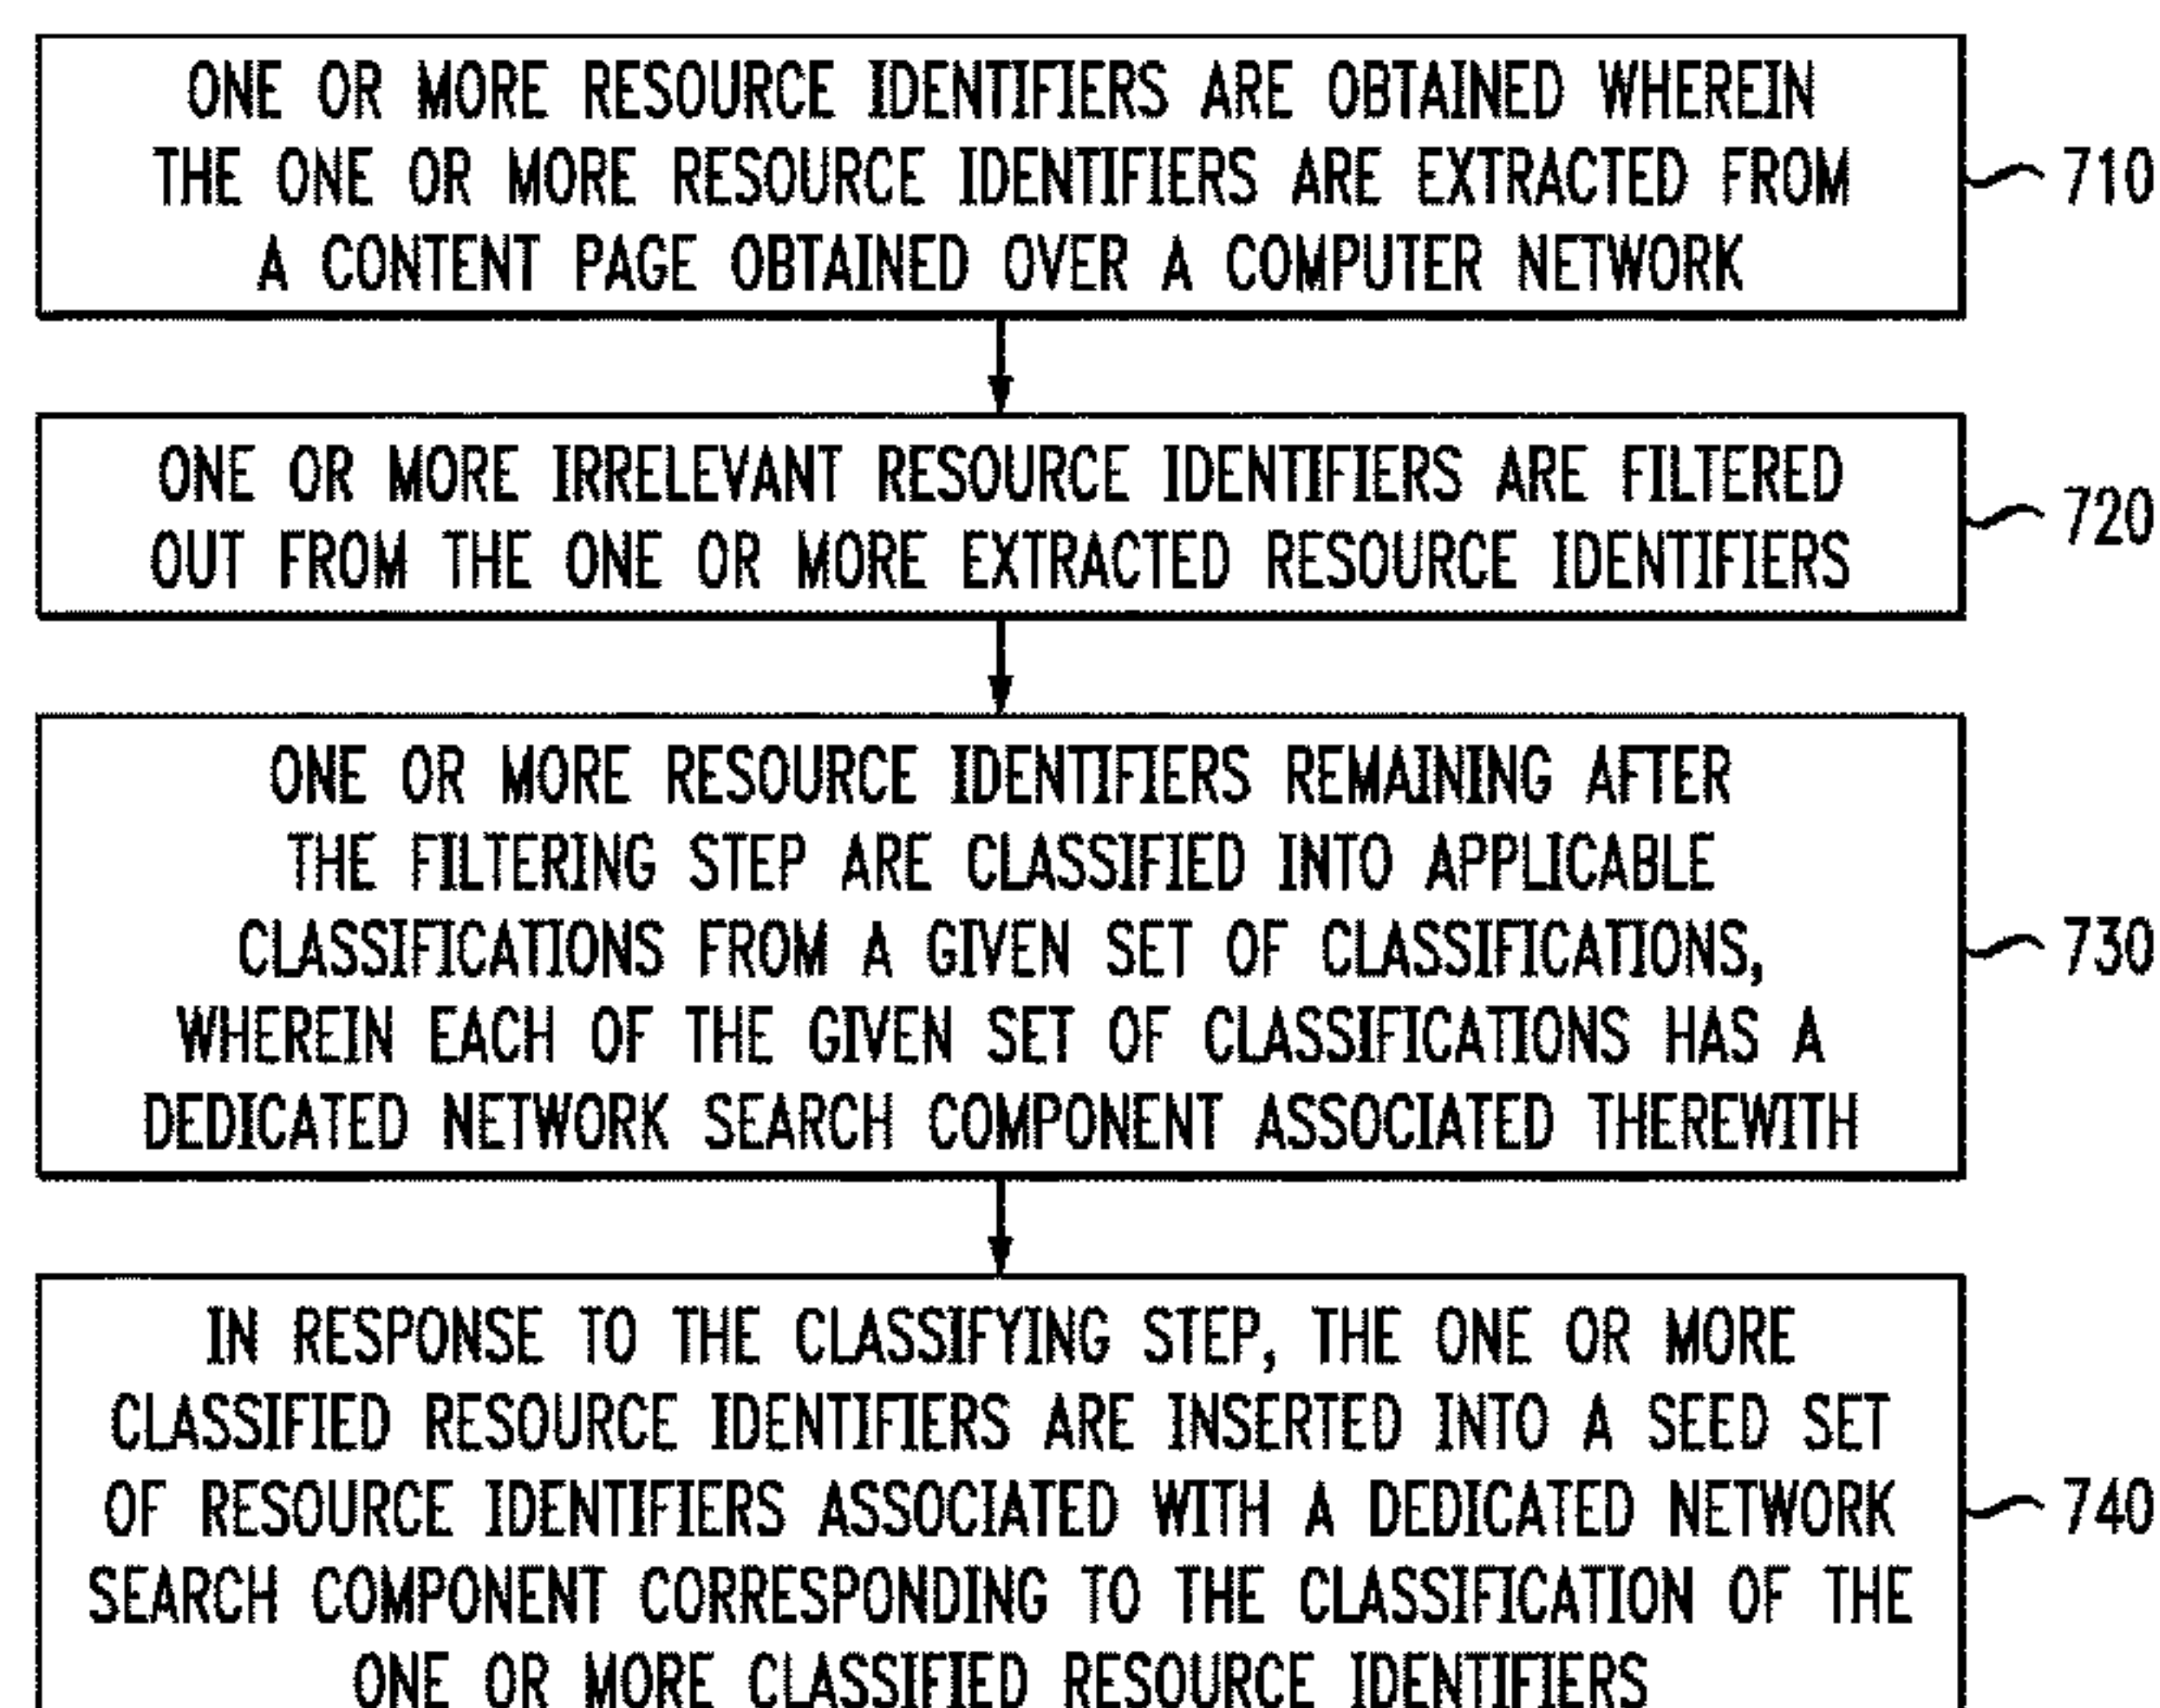 ONE OR MORE RESOURCE IDENTIFIERS ARE OBTAINED WHEREIN
THE ONE OR MORE RESOURCE IDENTIFIERS ARE EXTRACTED FROM
A CONTENT PAGE OBTAINED OVER A COMPUTER NETWORK
710
ONE OR MORE IRRELEVANT RESOURCE IDENTIFIERS ARE FILTERED
OUT FROM THE ONE OR MORE EXTRACTED RESOURCE IDENTIFIERS
720
ONE OR MORE RESOURCE IDENTIFIERS REMAINING AFTER
THE FILTERING STEP ARE CLASSIFIED INTO APPLICABLE
CLASSIFICATIONS FROM A GIVEN SET OF CLASSIFICATIONS,
WHEREIN EACH OF THE GIVEN SET OF CLASSIFICATIONS HAS A
DEDICATED NETWORK SEARCH COMPONENT ASSOCIATED THEREWITH
730
IN RESPONSE TO THE CLASSIFYING STEP, THE ONE OR MORE
CLASSIFIED RESOURCE IDENTIFIERS ARE INSERTED INTO A SEED SET
OF RESOURCE IDENTIFIERS ASSOCIATED WITH A DEDICATED NETWORK
SEARCH COMPONENT CORRESPONDING TO THE CLASSIFICATION OF THE
ONE OR MORE CLASSIFIED RESOURCE IDENTIFIERS
740